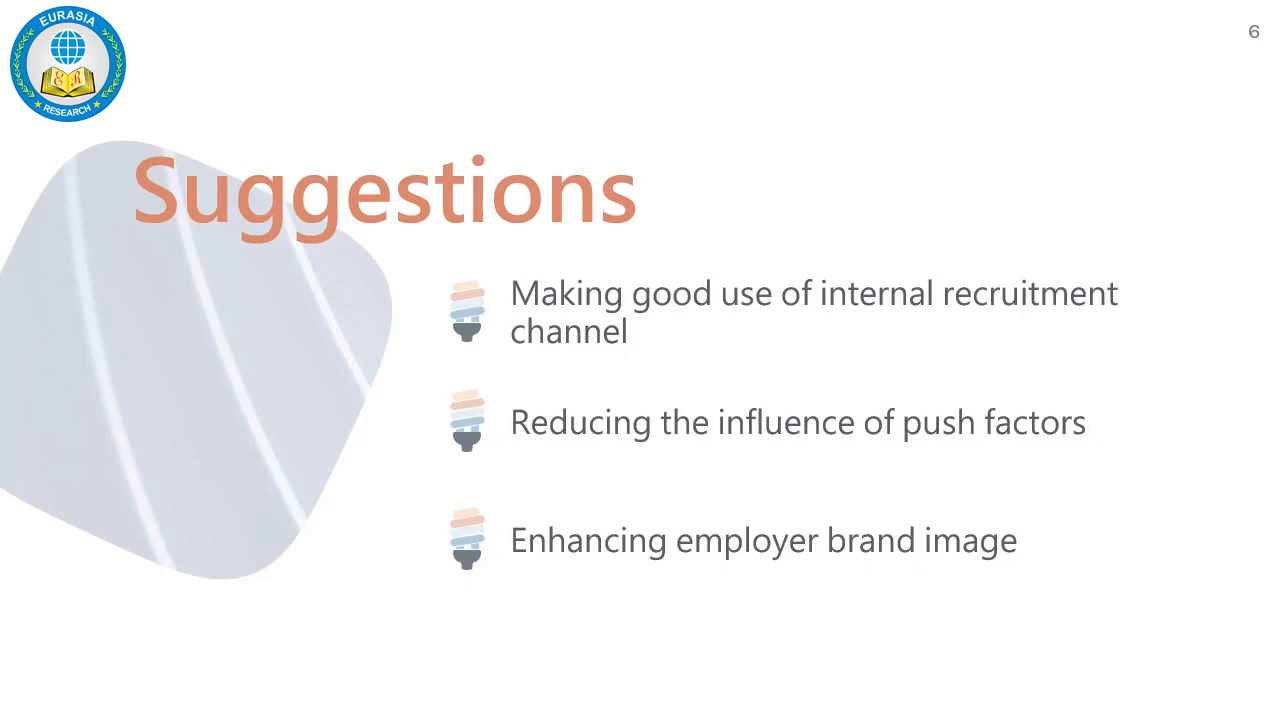 EURASIA
E R
RESEARCH
6
Suggestions
Making good use of internal recruitment
channel
Reducing the influence of push factors
Enhancing employer brand image